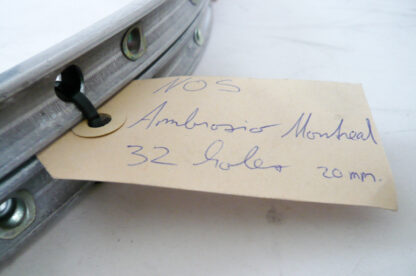 NOS
Ambrosio Montreal
32 holes 20 mm.